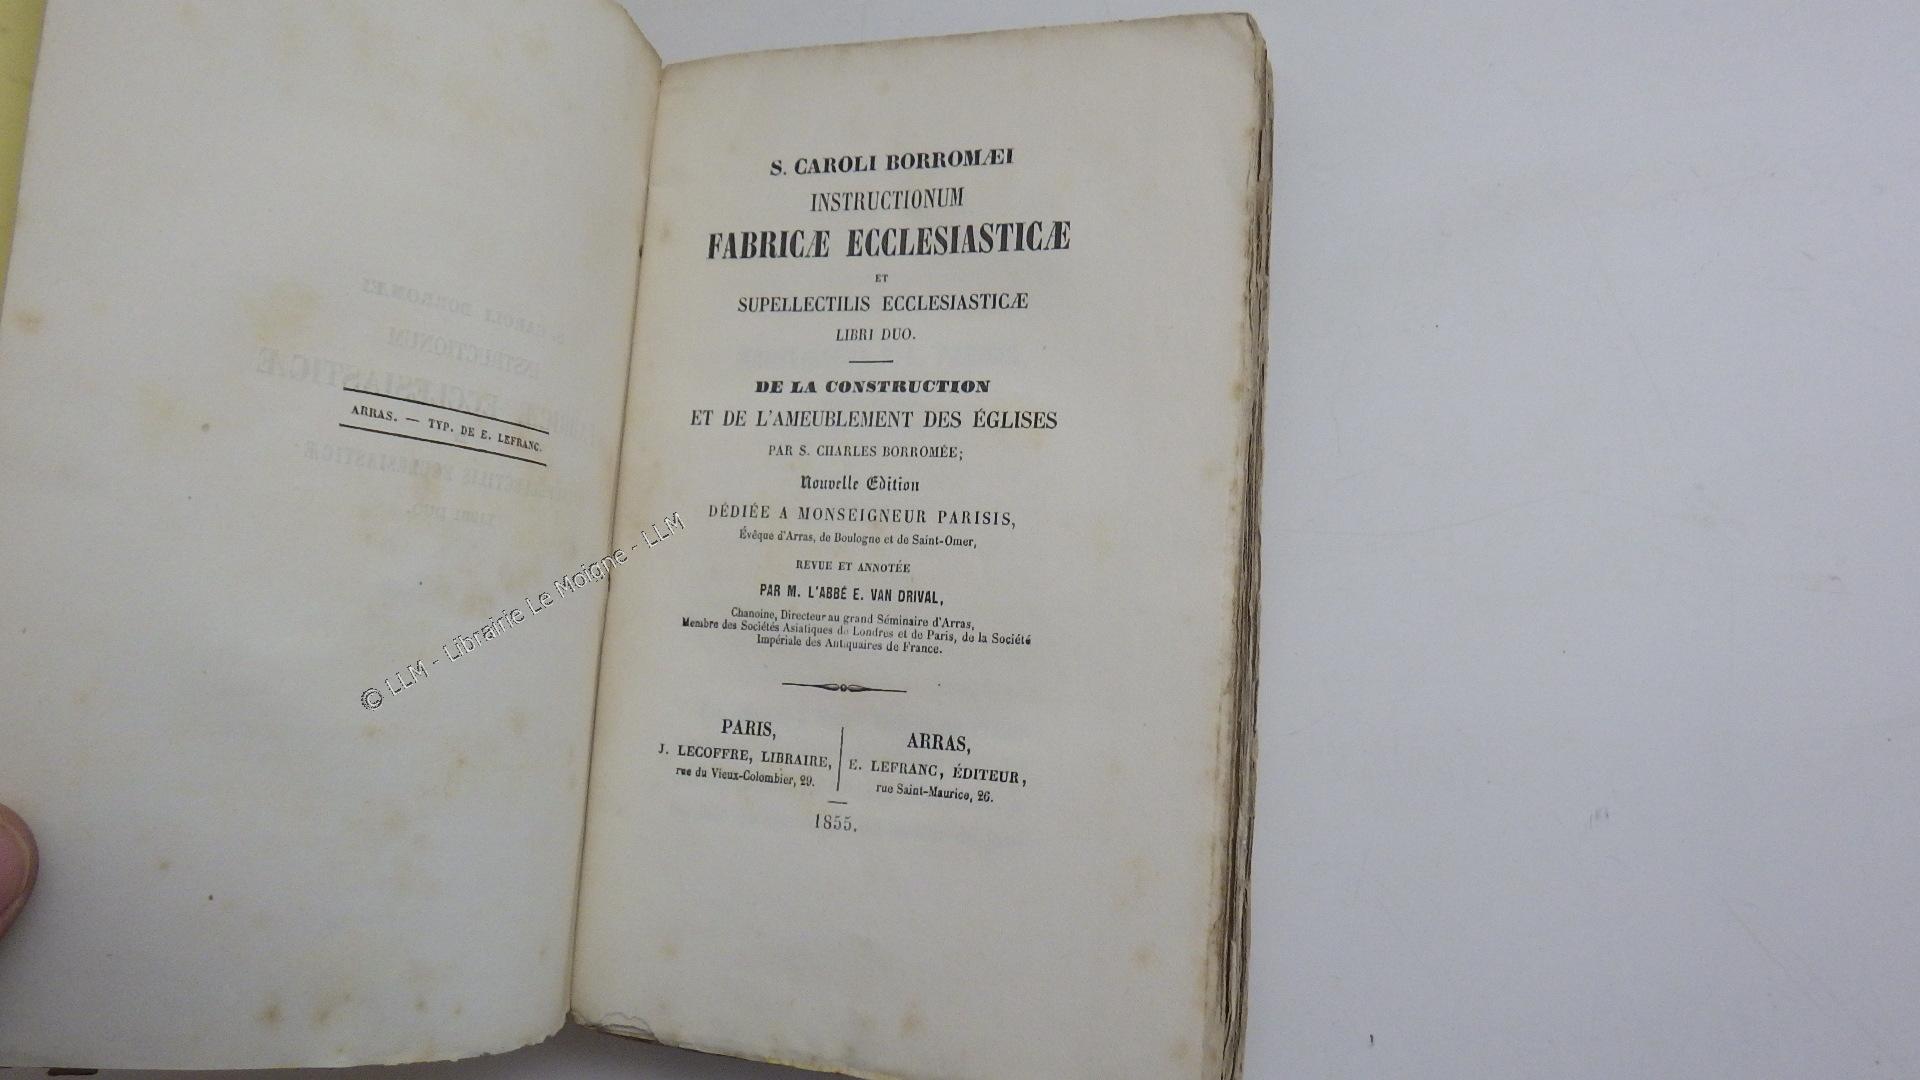 ARRAS. — TYP. DE E. LEFRANC.
S. CAROLI BORROMÆI
INSTRUCTIONUM
FABRICÆ ECCLESIASTICÆ
ET
SUPELLECTILIS ECCLESIASTICÆ
LIBRI DUO.
DE LA CONSTRUCTION
ET DE L'AMEUBLEMENT DES ÉGLISES
PAR S. CHARLES BORROMÉE;
Nouvelle Edition
DÉDIÉE A MONSEIGNEUR PARISIS,
Évêque d'Arras, de Boulogne et de Saint-Omer,
REVUE ET ANNOTÉE
PAR M. L'ABBÉ E. VAN DRIVAL,
Chanoine, Directeur au grand Séminaire d'Arras,
Membre des Sociétés Asiatiques de Londres et de Paris, de la Société
Impériale des Antiquaires de France.
PARIS,
J. LECOFFRE, LIBRAIRE,
rue du Vieux-Colombier, 29.
ARRAS,
E. LEFRANC, ÉDITEUR,
rue Saint-Maurice, 26.
1855.
© LLM - Librairie Le Moigne - LLM